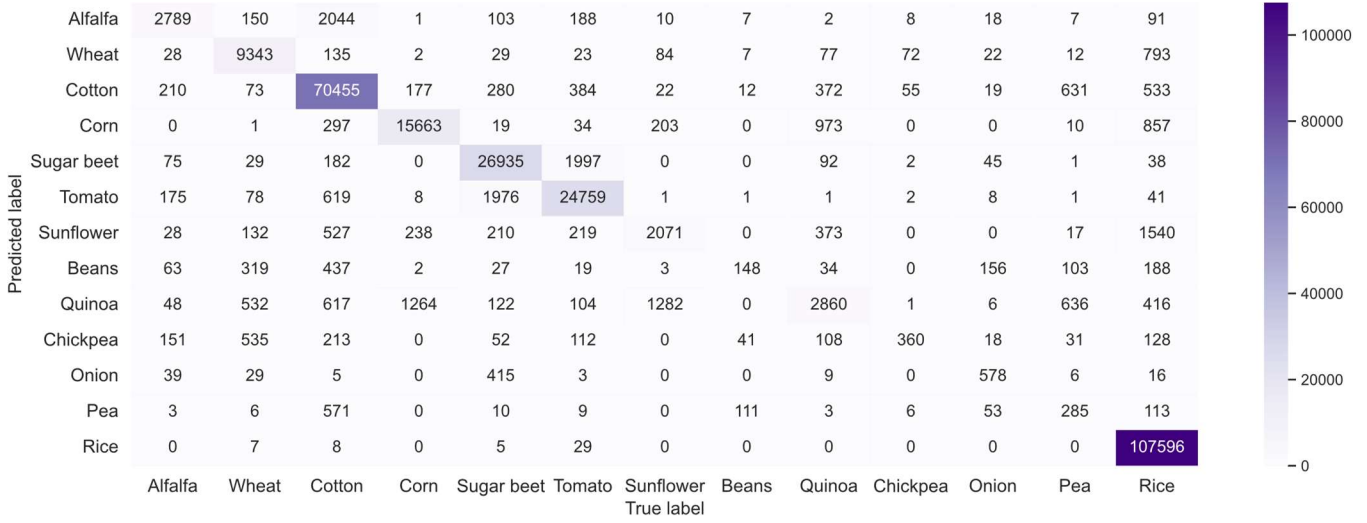 Alfalfa 2789 150 2044 1 103 188 10 7 2 8 18 7 91
Wheat 28 9343 135 2 29 23 84 7 77 72 22 12 793
Cotton 210 73 70455 177 280 384 22 12 372 55 19 631 533
Corn 0 1 297 15663 19 34 203 0 973 0 0 10 857
Sugar beet 75 29 182 0 26935 1997 0 0 92 2 45 1 38
Tomato 175 78 619 8 1976 24759 1 1 1 2 8 1 41
Sunflower 28 132 527 238 210 219 2071 0 373 0 0 17 1540
Beans 63 319 437 2 27 19 3 148 34 0 156 103 188
Quinoa 48 532 617 1264 122 104 1282 0 2860 1 6 636 416
Chickpea 151 535 213 0 52 112 0 41 108 360 18 31 128
Onion 39 29 5 0 415 3 0 0 9 0 578 6 16
Pea 3 6 571 0 10 9 0 111 3 6 53 285 113
Rice 0 7 8 0 5 29 0 0 0 0 0 0 107596
Alfalfa Wheat Cotton Corn Sugar beet Tomato Sunflower Beans Quinoa Chickpea Onion Pea Rice
True label
Predicted label
100000
80000
60000
40000
20000
0